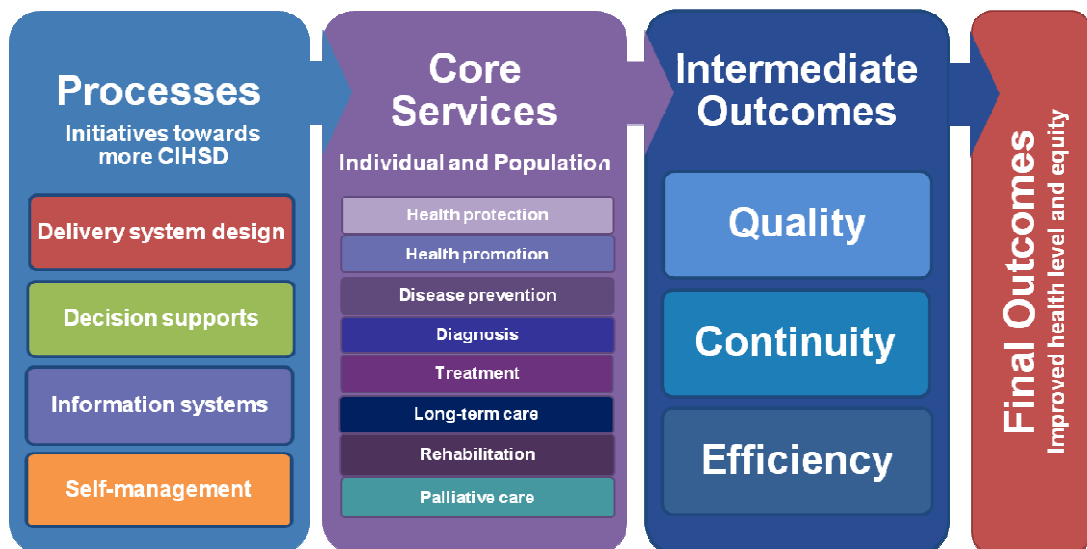 Processes
Initiatives towards
more CIHSD
Delivery system design
Decision supports
Information systems
Self-management
Core
Services
Individual and Population
Health protection
Health promotion
Disease prevention
Diagnosis
Treatment
Long-term care
Rehabilitation
Palliative care
Intermediate
Outcomes
Quality
Continuity
Efficiency
Final Outcomes
Improved health level and equity